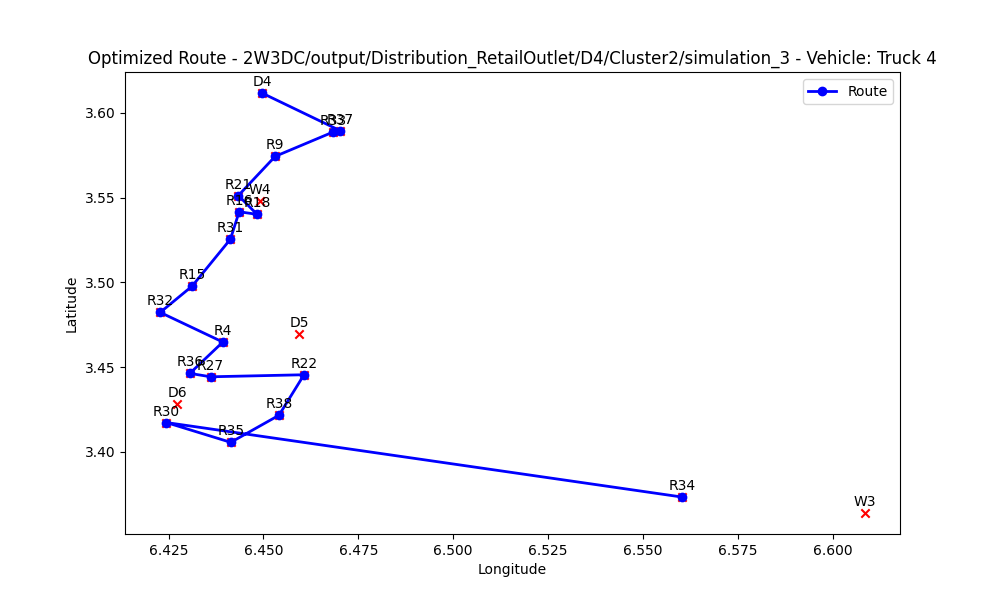 Optimized Route - 2W3DC/output/Distribution_RetailOutlet/D4/Cluster2/simulation_3 - Vehicle: Truck 4
Route
D4
R33
R37
R9
R21
W4
R16
R18
R31
R15
R32
D5
R4
R36
R27
R22
D6
R30
R38
R35
R34
W3
3.60
3.55
3.50
3.45
3.40
Latitude
6.425
6.450
6.475
6.500
6.525
6.550
6.575
6.600
Longitude